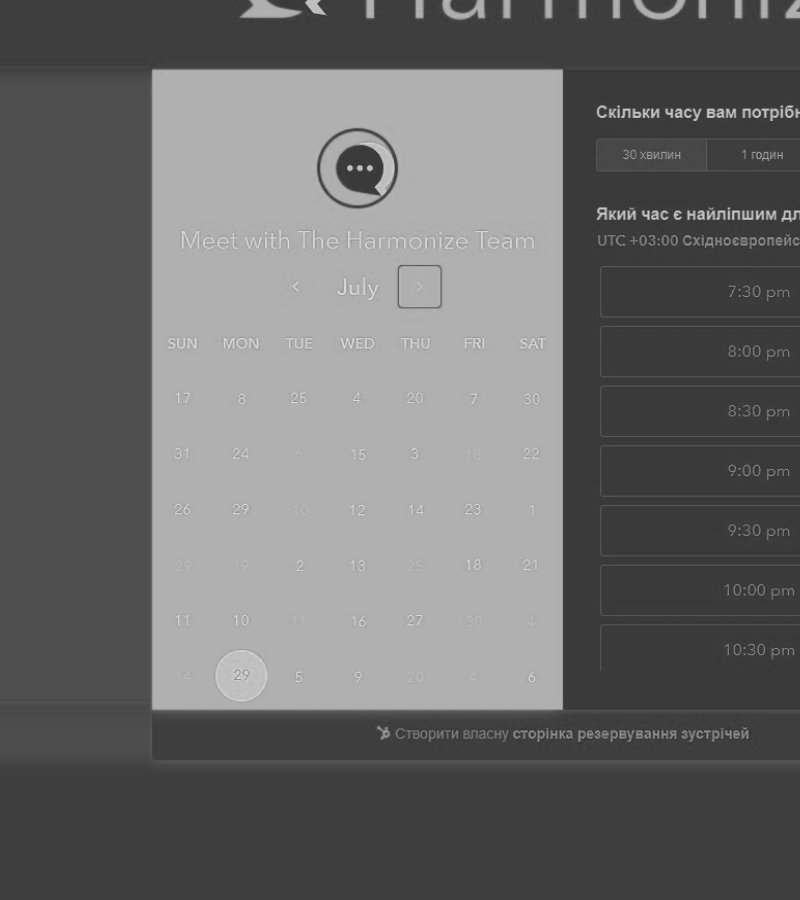 Harmoniz
Meet with The Harmonize Team
July
SUN MON TUE WED THU FRI SAT
17 8 25 4 20 7 30
31 24 6 15 3 18 22
26 29 10 12 14 23 1
29 19 2 13 25 18 21
11 10 11 16 27 30 4
14 29 5 9 20 4 6
Скільки часу вам потрібн
30 хвилин 1 годин
Який час є найліпшим дл
UTC +03:00 Східноєвропейс
7:30 pm
8:00 pm
8:30 pm
9:00 pm
9:30 pm
10:00 pm
10:30 pm
Створити власну сторінка резервування зустрічей